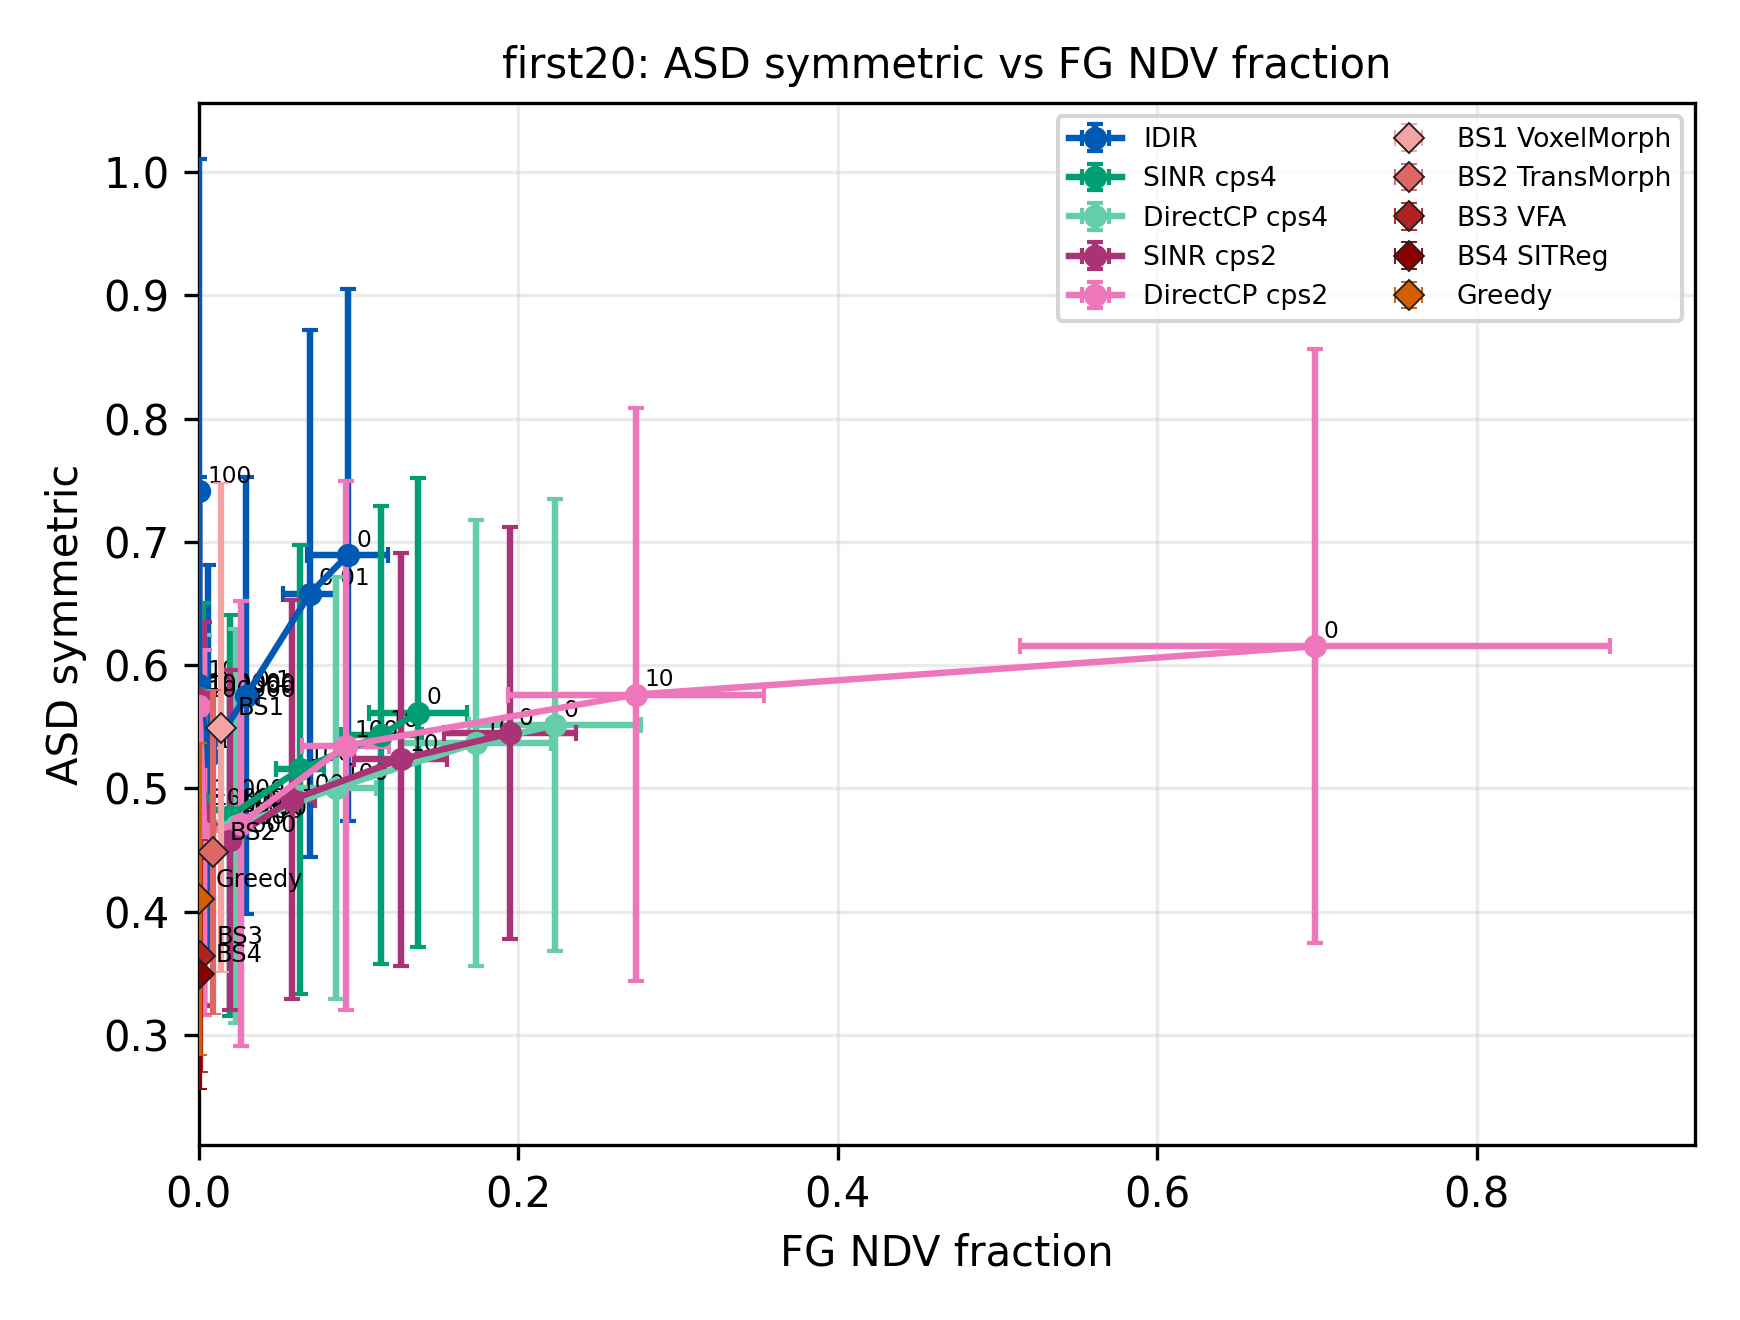 first20: ASD symmetric vs FG NDV fraction
IDIR
SINR cps4
DirectCP cps4
SINR cps2
DirectCP cps2
BS1 VoxelMorph
BS2 TransMorph
BS3 VFA
BS4 SITReg
Greedy
ASD symmetric
1.0
0.9
0.8
0.7
0.6
0.5
0.4
0.3
100
0
0
10
0
0
0
10
BS1
BS2
Greedy
BS3
BS4
0.0
0.2
0.4
0.6
0.8
FG NDV fraction